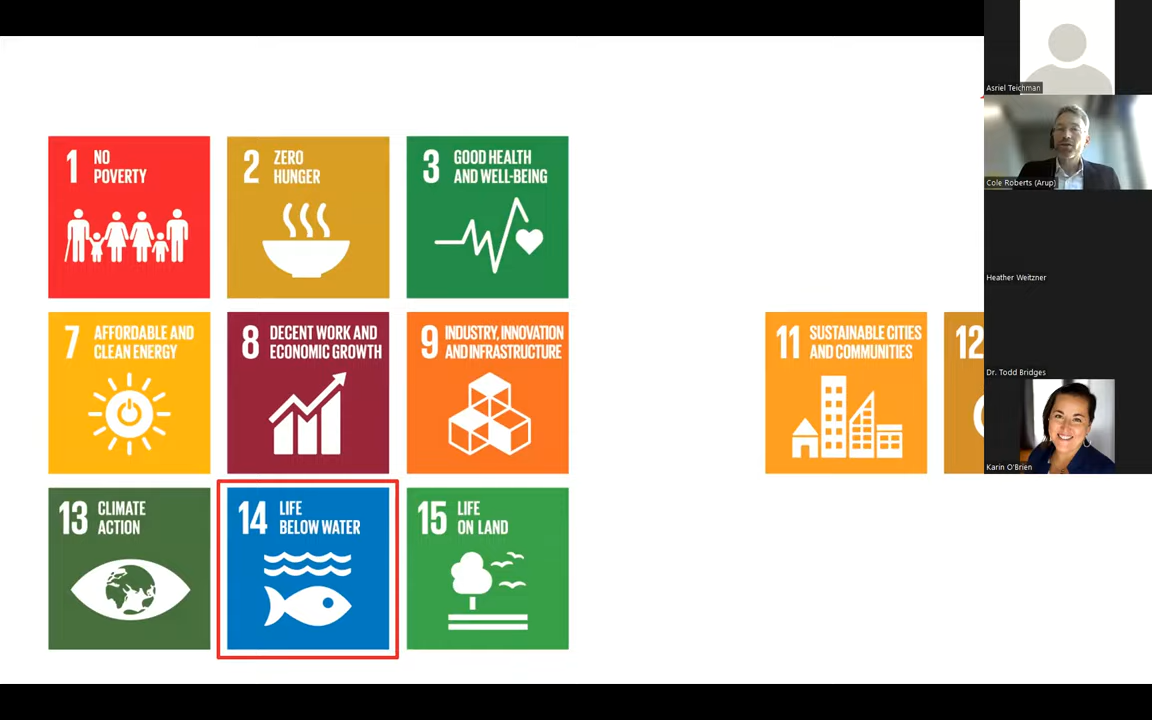 1 NO
POVERTY
2 ZERO
HUNGER
3 GOOD HEALTH
AND WELL-BEING
7 AFFORDABLE AND
CLEAN ENERGY
8 DECENT WORK AND
ECONOMIC GROWTH
9 INDUSTRY, INNOVATION
AND INFRASTRUCTURE
11 SUSTAINABLE CITIES
AND COMMUNITIES
12
13 CLIMATE
ACTION
14 LIFE
BELOW WATER
15 LIFE
ON LAND
Asriel Teichman
Cole Roberts (Arup)
Heather Weitzner
Dr. Todd Bridges
Karin O'Brien